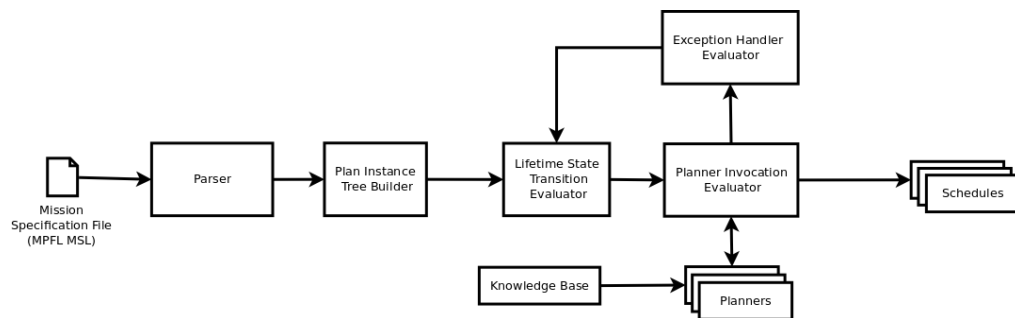 Exception Handler
Evaluator
Parser
Plan Instance
Tree Builder
Lifetime State
Transition
Evaluator
Planner Invocation
Evaluator
Schedules
Mission
Specification File
(MPFL MSL)
Knowledge Base
Planners